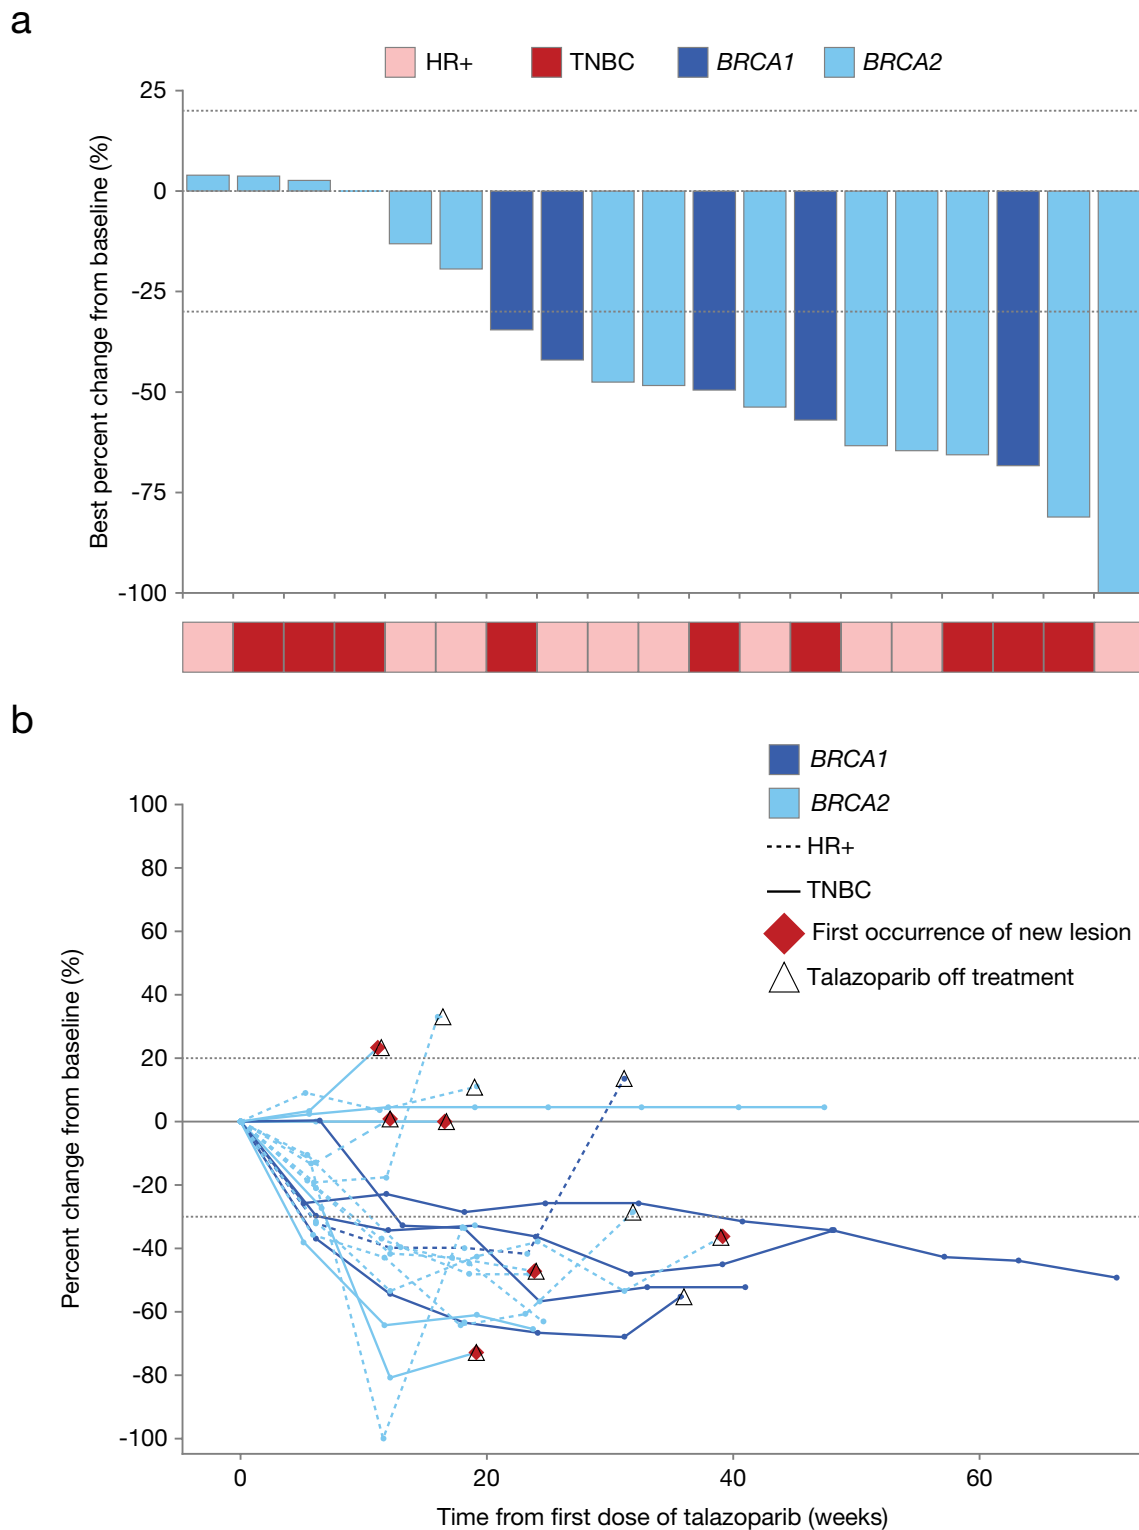 a
HR+ TNBC BRCA1 BRCA2
25
0
-25
-50
-75
-100
Best percent change from baseline (%)
b
BRCA1
BRCA2
HR+
TNBC
First occurrence of new lesion
Talazoparib off treatment
100
80
60
40
20
0
-20
-40
-60
-80
-100
Percent change from baseline (%)
0 20 40 60
Time from first dose of talazoparib (weeks)